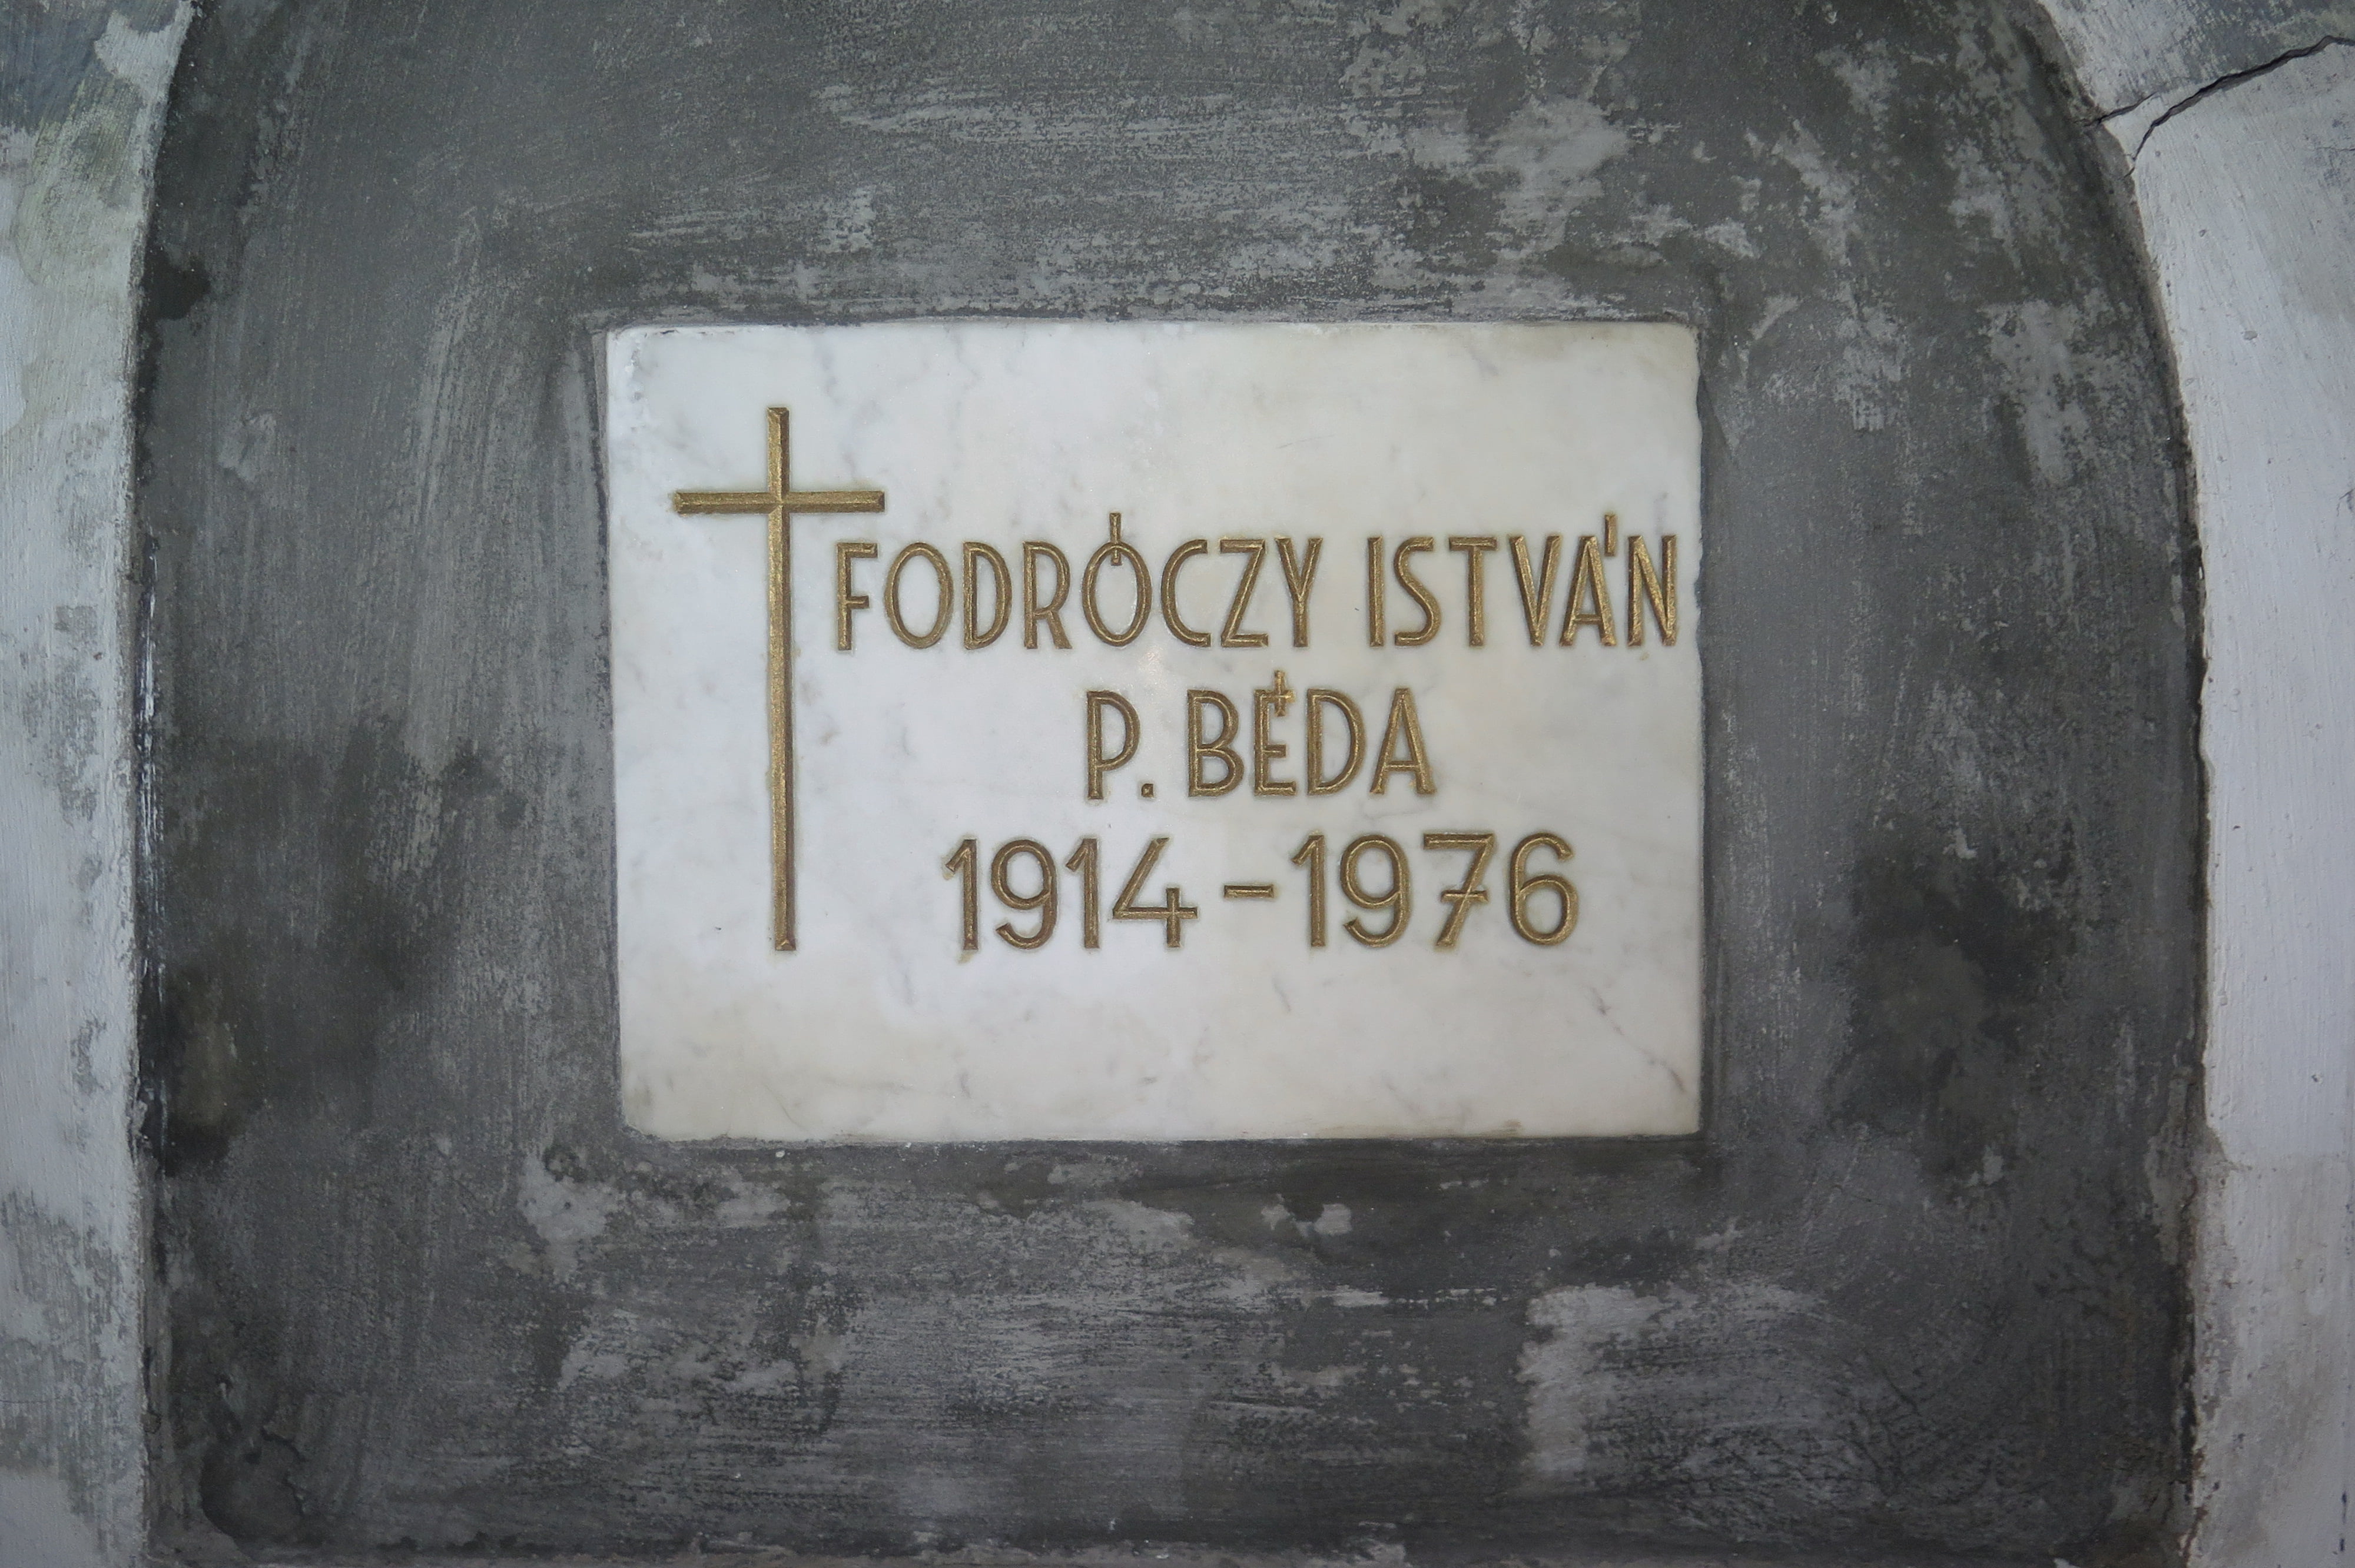 FODRÓCZY ISTVÁN
P. BÉDA
1914-1976